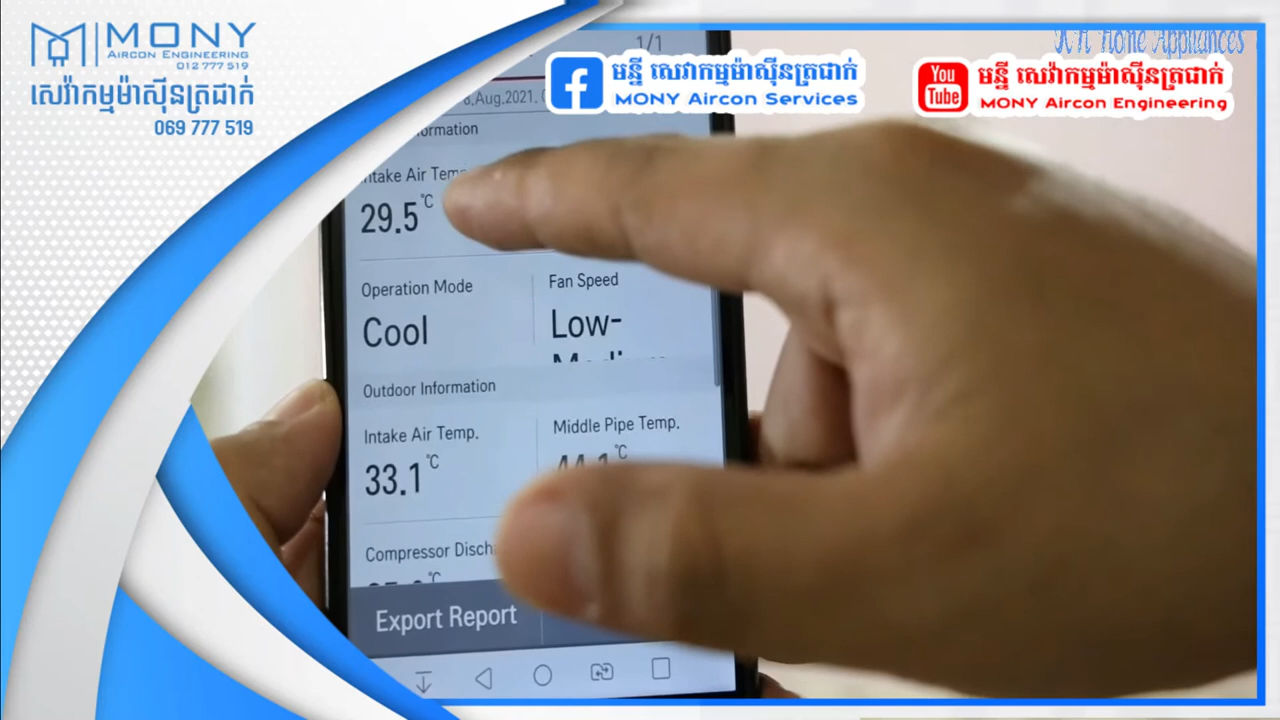 MONY
AIRCON ENGINEERING
012 777 519
សេវ៉ាកម្មម៉ាស៊ីនត្រជាក់
069 777 519
មន្នី សេវាកម្មម៉ាស៊ីនត្រជាក់
MONY Aircon Services
You
Tube
មន្នី សេវ៉ាកម្មម៉ាស៊ីនត្រជាក់
MONY Aircon Engineering
Home Appliances
1/1
Aug.2021,
Intake Air Temp
29.5 °C
Operation Mode
Fan Speed
Cool
Low-
Outdoor Information
Intake Air Temp.
Middle Pipe Temp.
33.1 °C
°C
Compressor
°C
Export Report